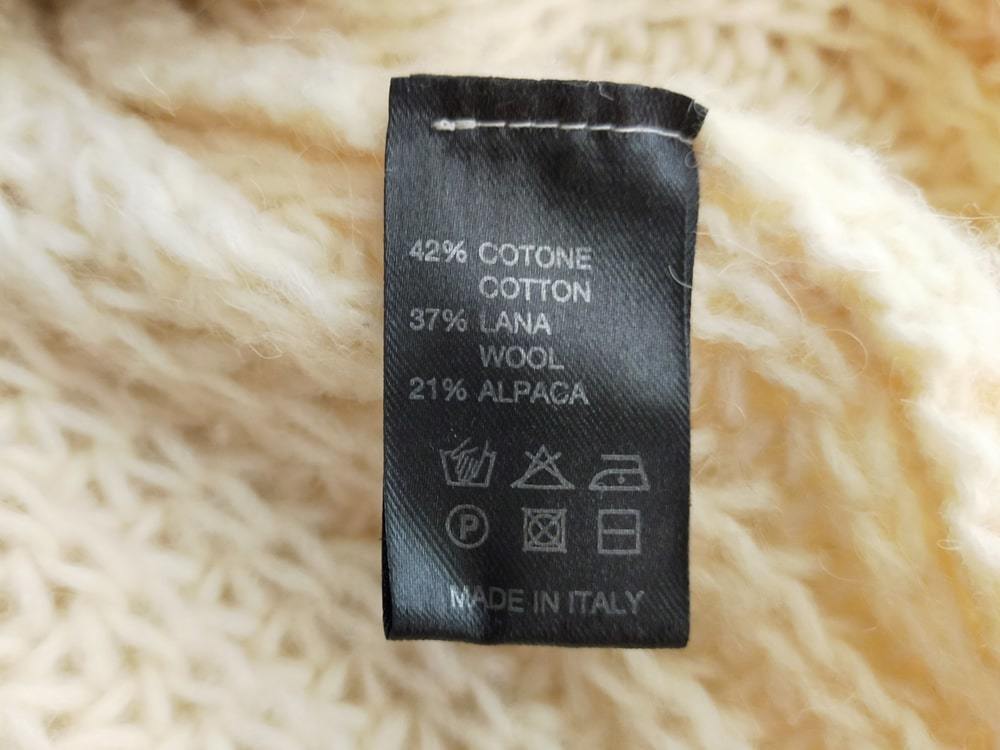 42% COTONE
COTTON
37% LANA
WOOL
21% ALPACA
P
MADE IN ITALY